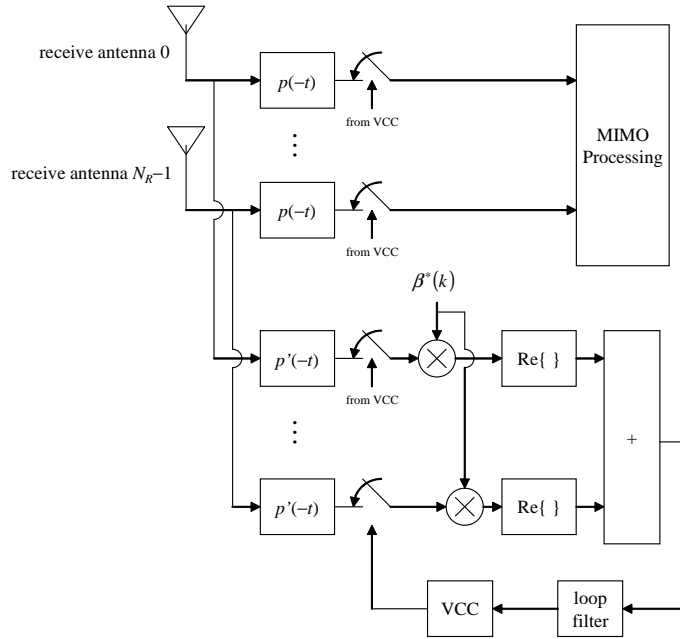 receive antenna 0
p(−t)
from VCC
MIMO
Processing
receive antenna N_R−1
p(−t)
from VCC
β*(k)
p'(−t)
from VCC
Re{ }
+
p'(−t)
Re{ }
VCC
loop
filter